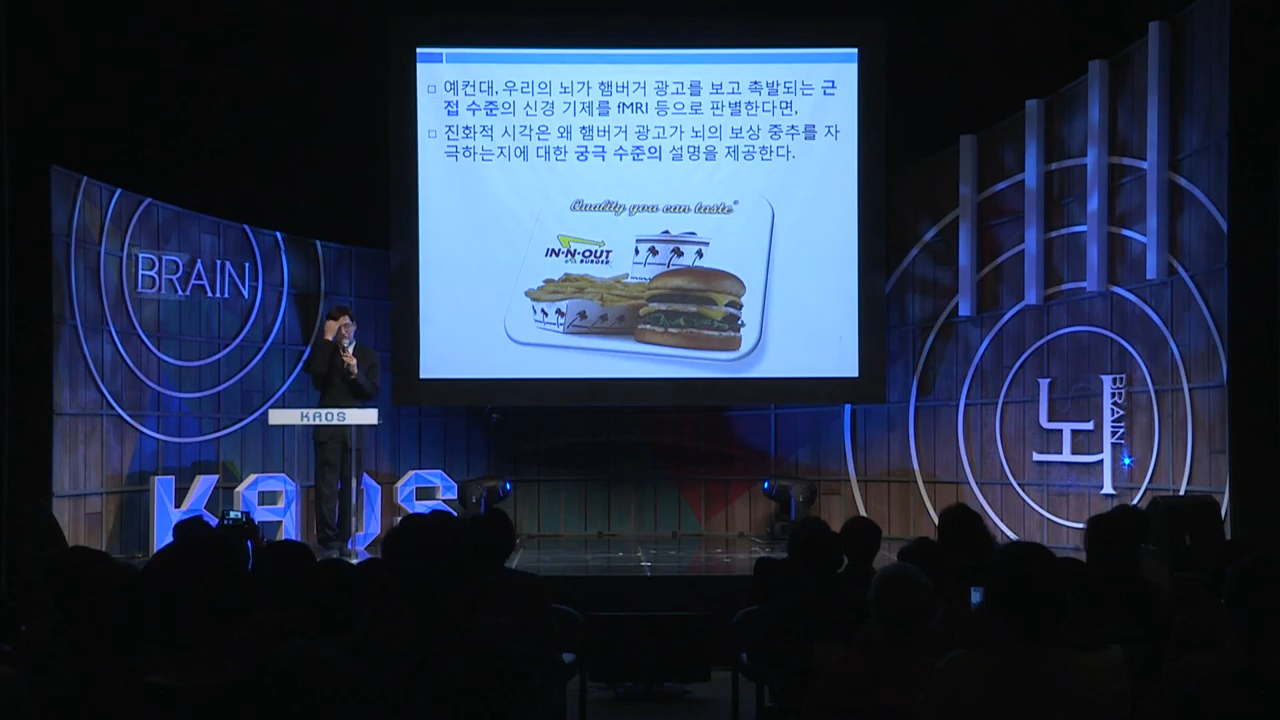 예컨대, 우리의 뇌가 햄버거 광고를 보고 촉발되는 근
접 수준의 신경 기제를 fMRI 등으로 판별한다면,
진화적 시각은 왜 햄버거 광고가 뇌의 보상 중추를 자
극하는지에 대한 궁극 수준의 설명을 제공한다.
Quality you can taste
IN-N-OUT
BURGER
BRAIN
KAOS
KAOS
뇌
BRAIN